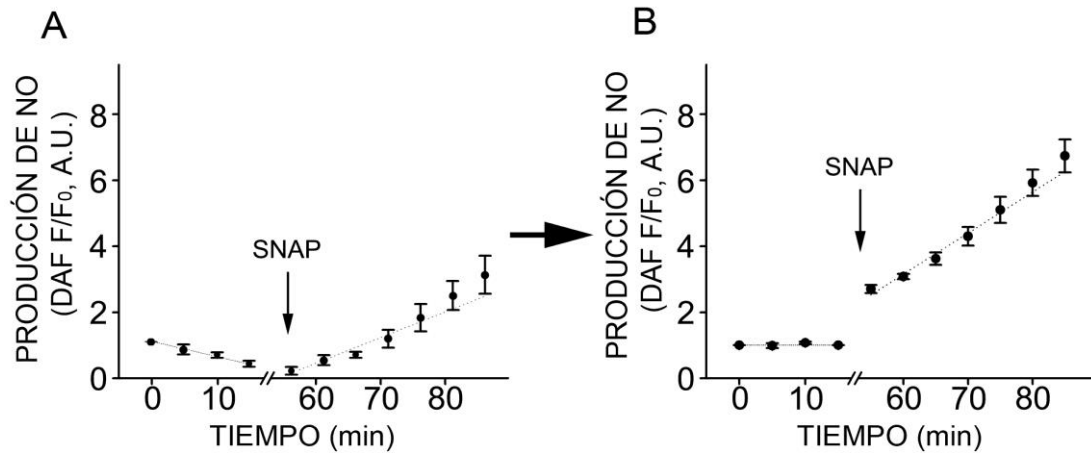 A
PRODUCCIÓN DE NO
(DAF F/F₀, A.U.)
8
6
4
2
0
SNAP
0 10 60 70 80
TIEMPO (min)
B
PRODUCCIÓN DE NO
(DAF F/F₀, A.U.)
8
6
4
2
0
SNAP
0 10 60 70 80
TIEMPO (min)